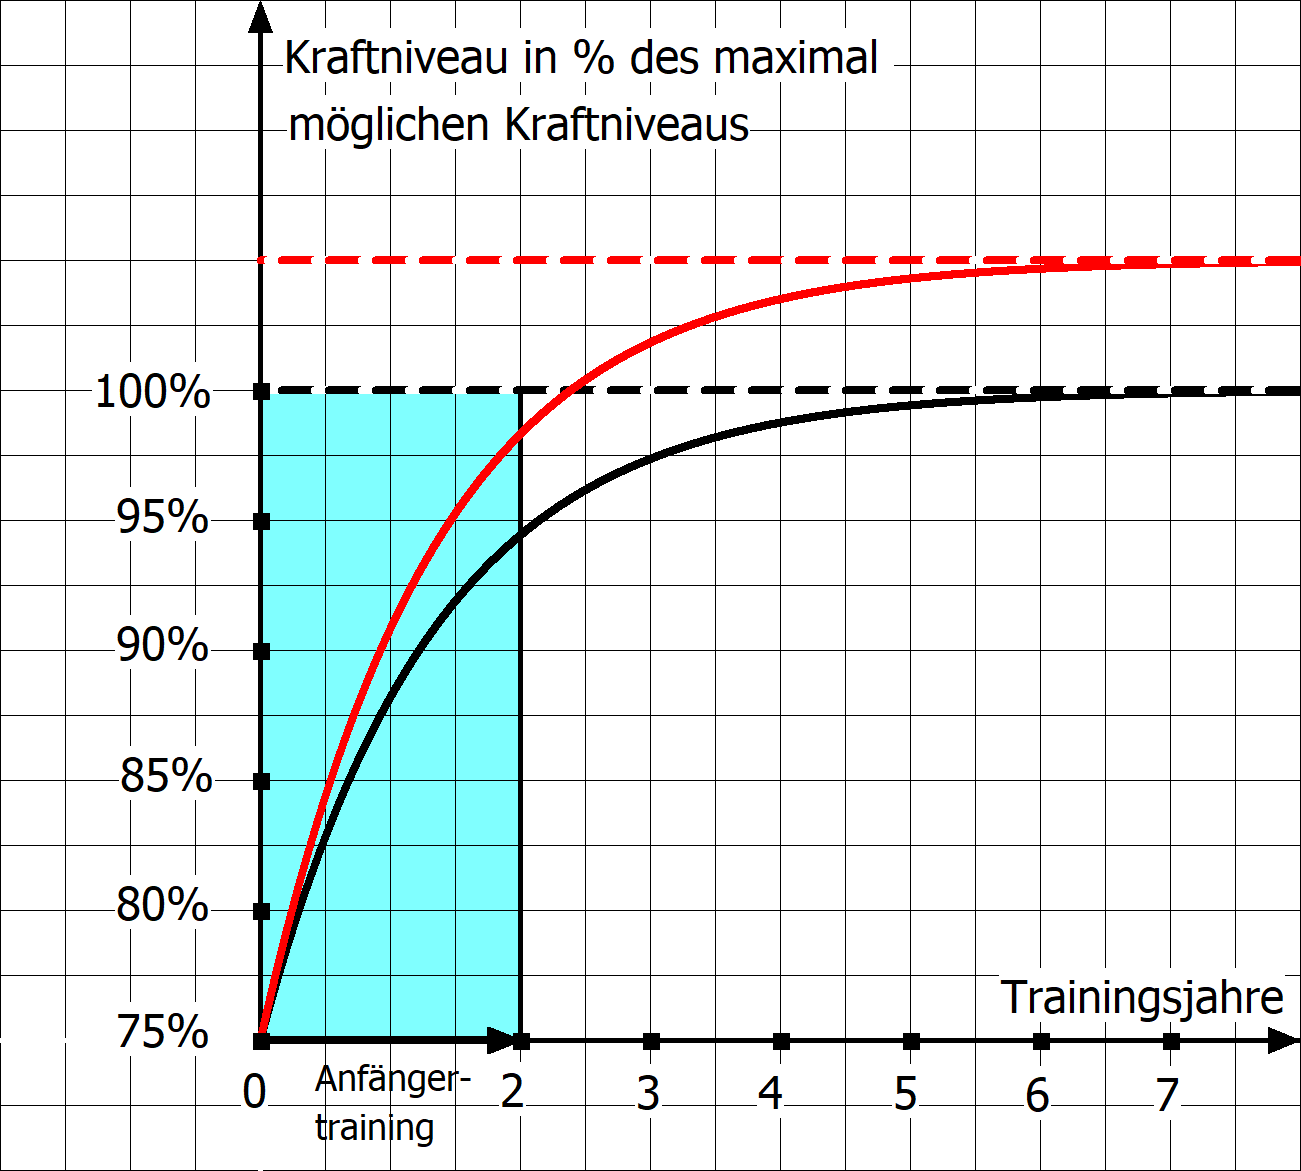 Kraftniveau in % des maximal
möglichen Kraftniveaus
100%
95%
90%
85%
80%
75%
Trainingsjahre
0
Anfänger-
training
2
3
4
5
6
7